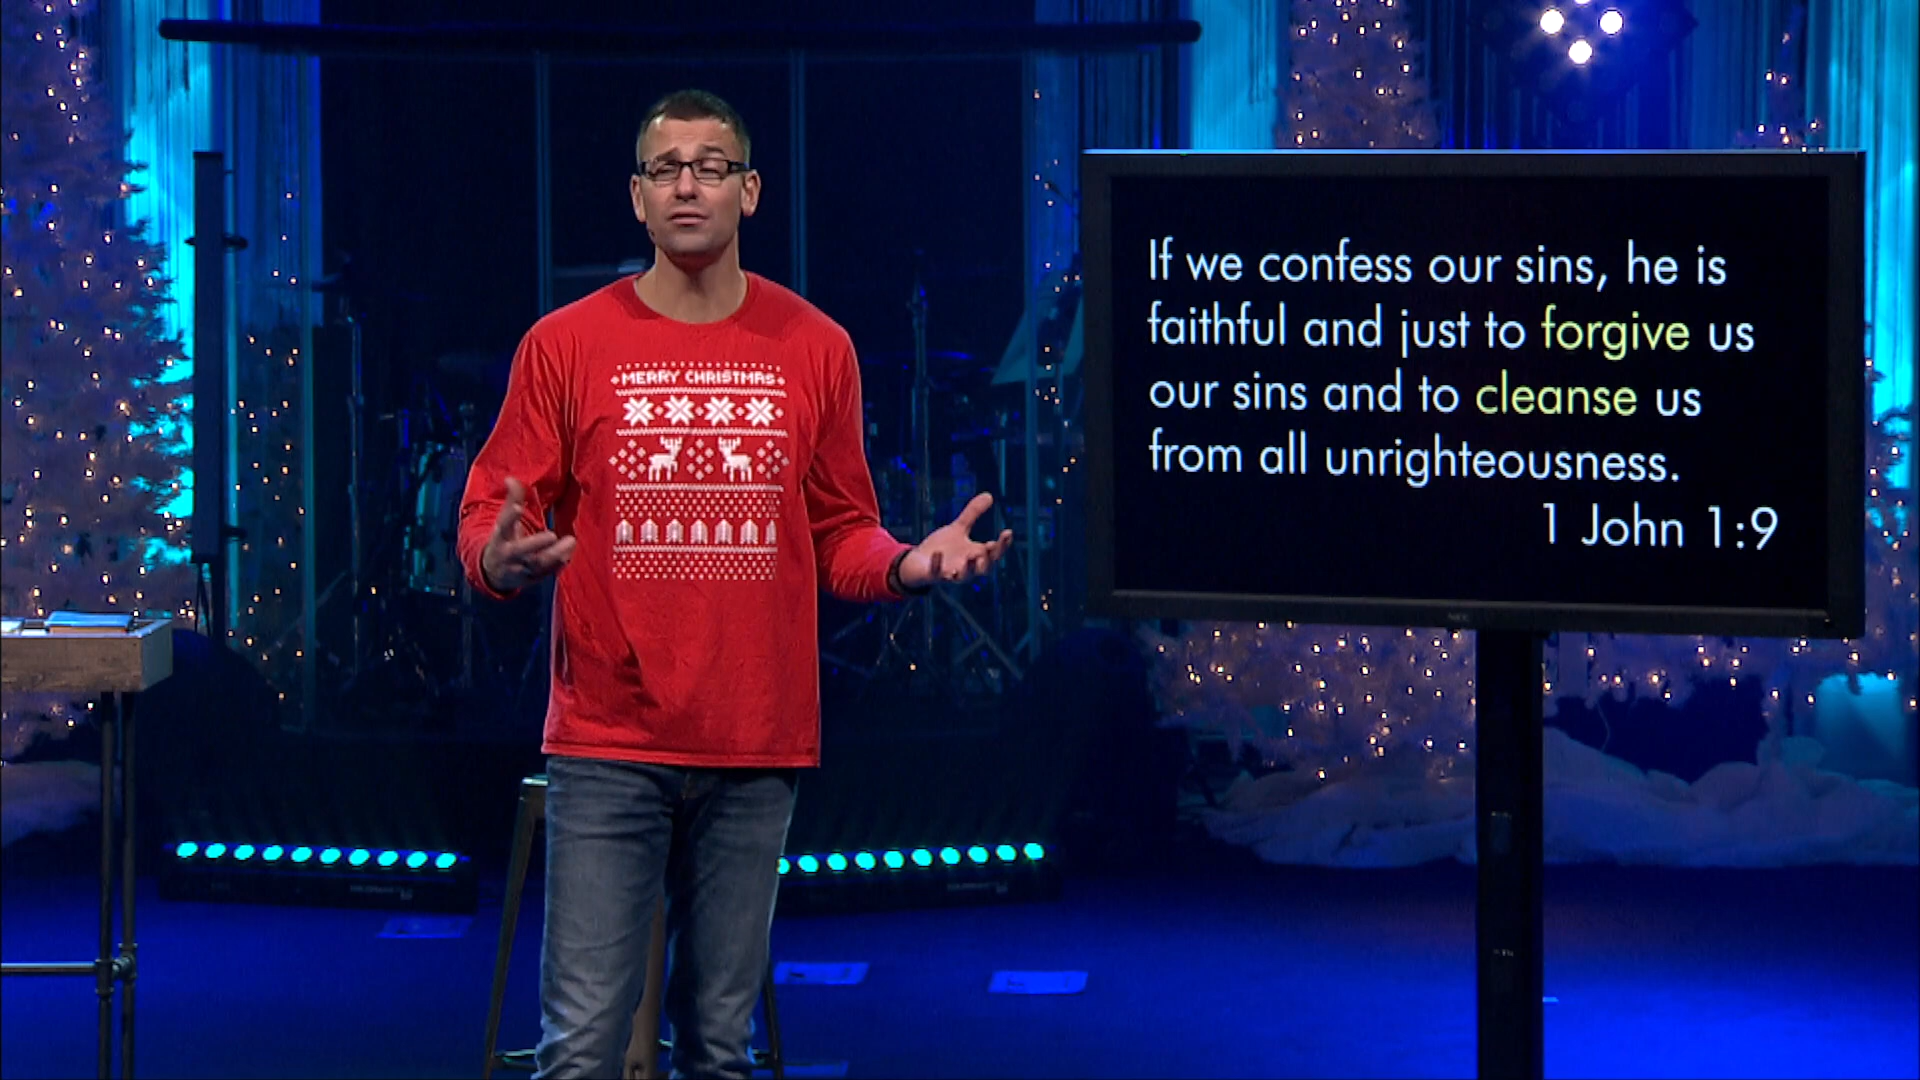 MERRY CHRISTMAS
If we confess our sins, he is
faithful and just to forgive us
our sins and to cleanse us
from all unrighteousness.
1 John 1:9
NEC